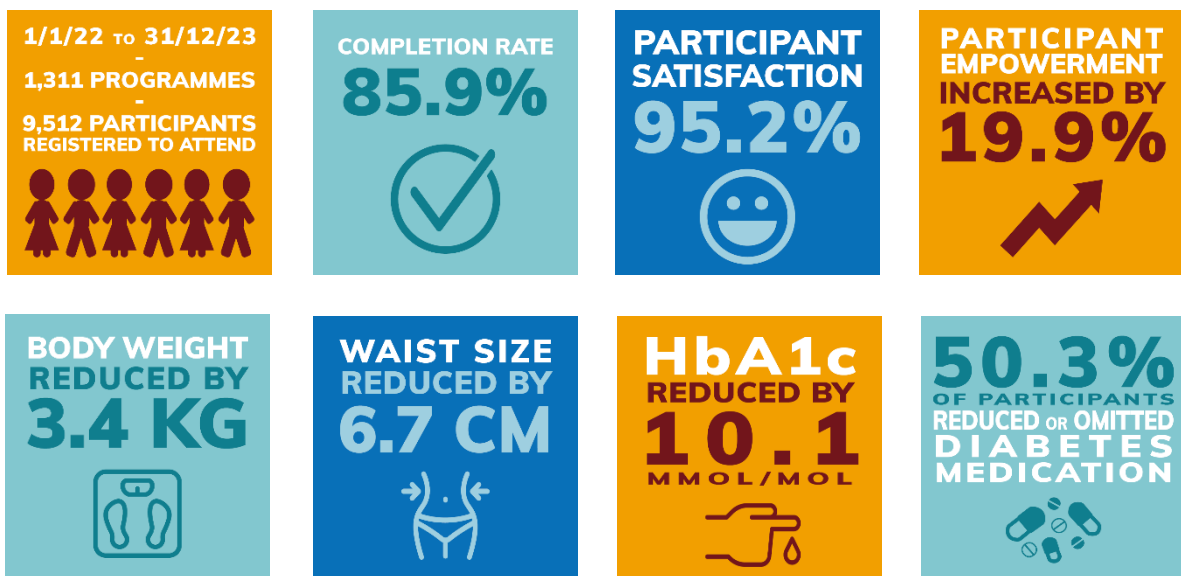 1/1/22 TO 31/12/23
-
1,311 PROGRAMMES
-
9,512 PARTICIPANTS
REGISTERED TO ATTEND
COMPLETION RATE
85.9%
PARTICIPANT
SATISFACTION
95.2%
PARTICIPANT
EMPOWERMENT
INCREASED BY
19.9%
BODY WEIGHT
REDUCED BY
3.4 KG
WAIST SIZE
REDUCED BY
6.7 CM
HbA1c
REDUCED BY
10.1
MMOL/MOL
50.3%
OF PARTICIPANTS
REDUCED OR OMITTED
DIABETES
MEDICATION